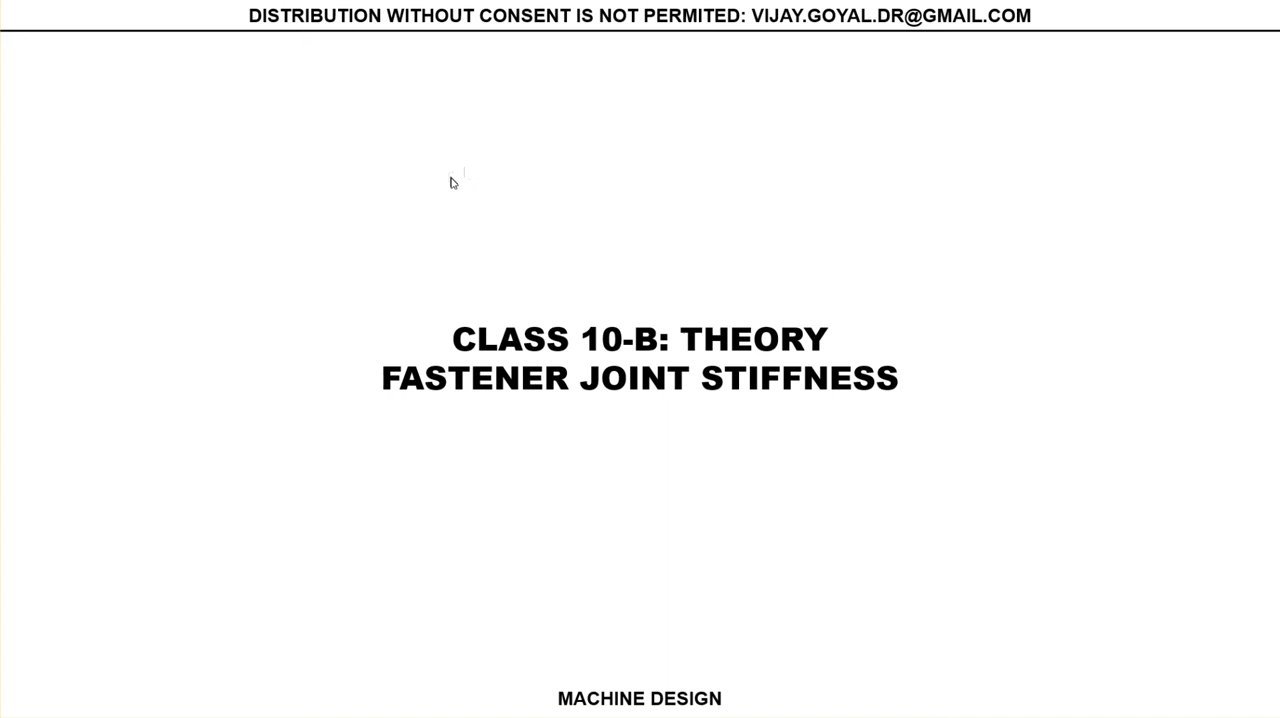 DISTRIBUTION WITHOUT CONSENT IS NOT PERMITED: VIJAY.GOYAL.DR@GMAIL.COM
CLASS 10-B: THEORY
FASTENER JOINT STIFFNESS
MACHINE DESIGN